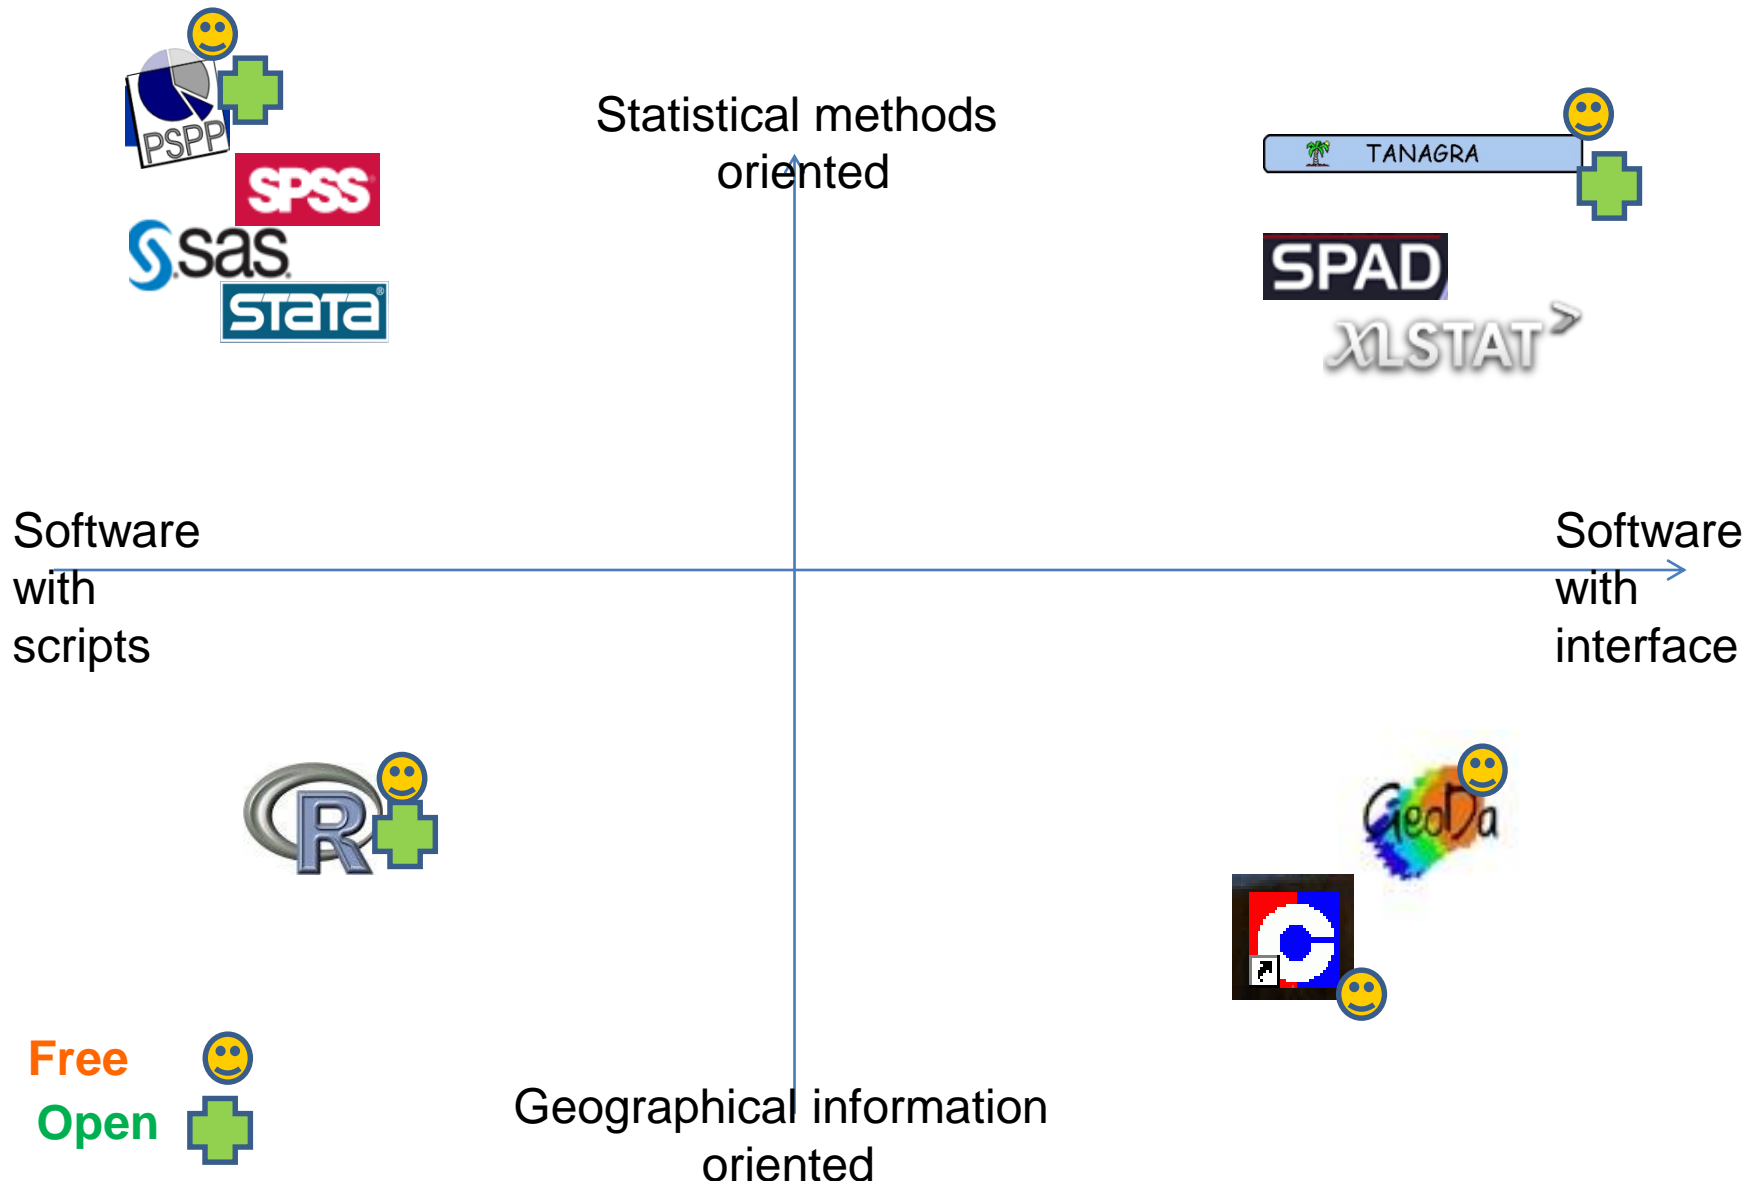 PSPP
SPSS
Statistical methods
oriented
TANAGRA
sas
STATA
SPAD
XLSTAT
Software
with
scripts
Software
with
interface
R
GeoDa
Free
Open
Geographical information
oriented